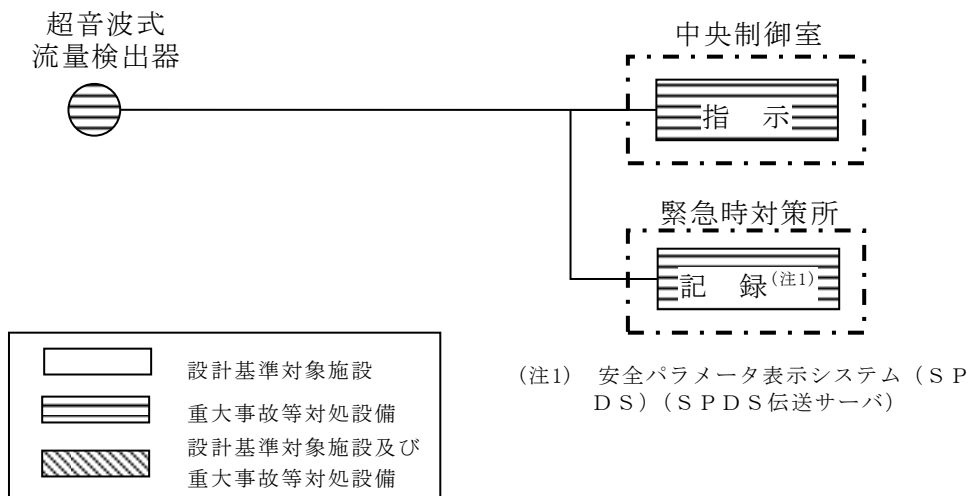 超音波式
流量検出器
中央制御室
指　示
緊急時対策所
記　録(注1)
設計基準対象施設
重大事故等対処設備
設計基準対象施設及び
重大事故等対処設備
(注1)　安全パラメータ表示システム（ＳＰ
ＤＳ）（ＳＰＤＳ伝送サーバ）